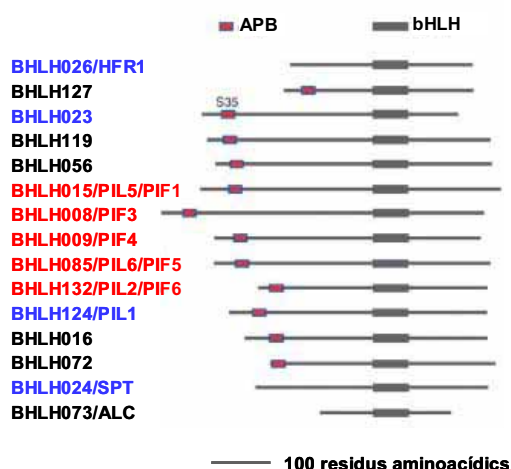 APB bHLH
BHLH026/HFR1
BHLH127
S35
BHLH023
BHLH119
BHLH056
BHLH015/PIL5/PIF1
BHLH008/PIF3
BHLH009/PIF4
BHLH085/PIL6/PIF5
BHLH132/PIL2/PIF6
BHLH124/PIL1
BHLH016
BHLH072
BHLH024/SPT
BHLH073/ALC
100 residus aminoacídics